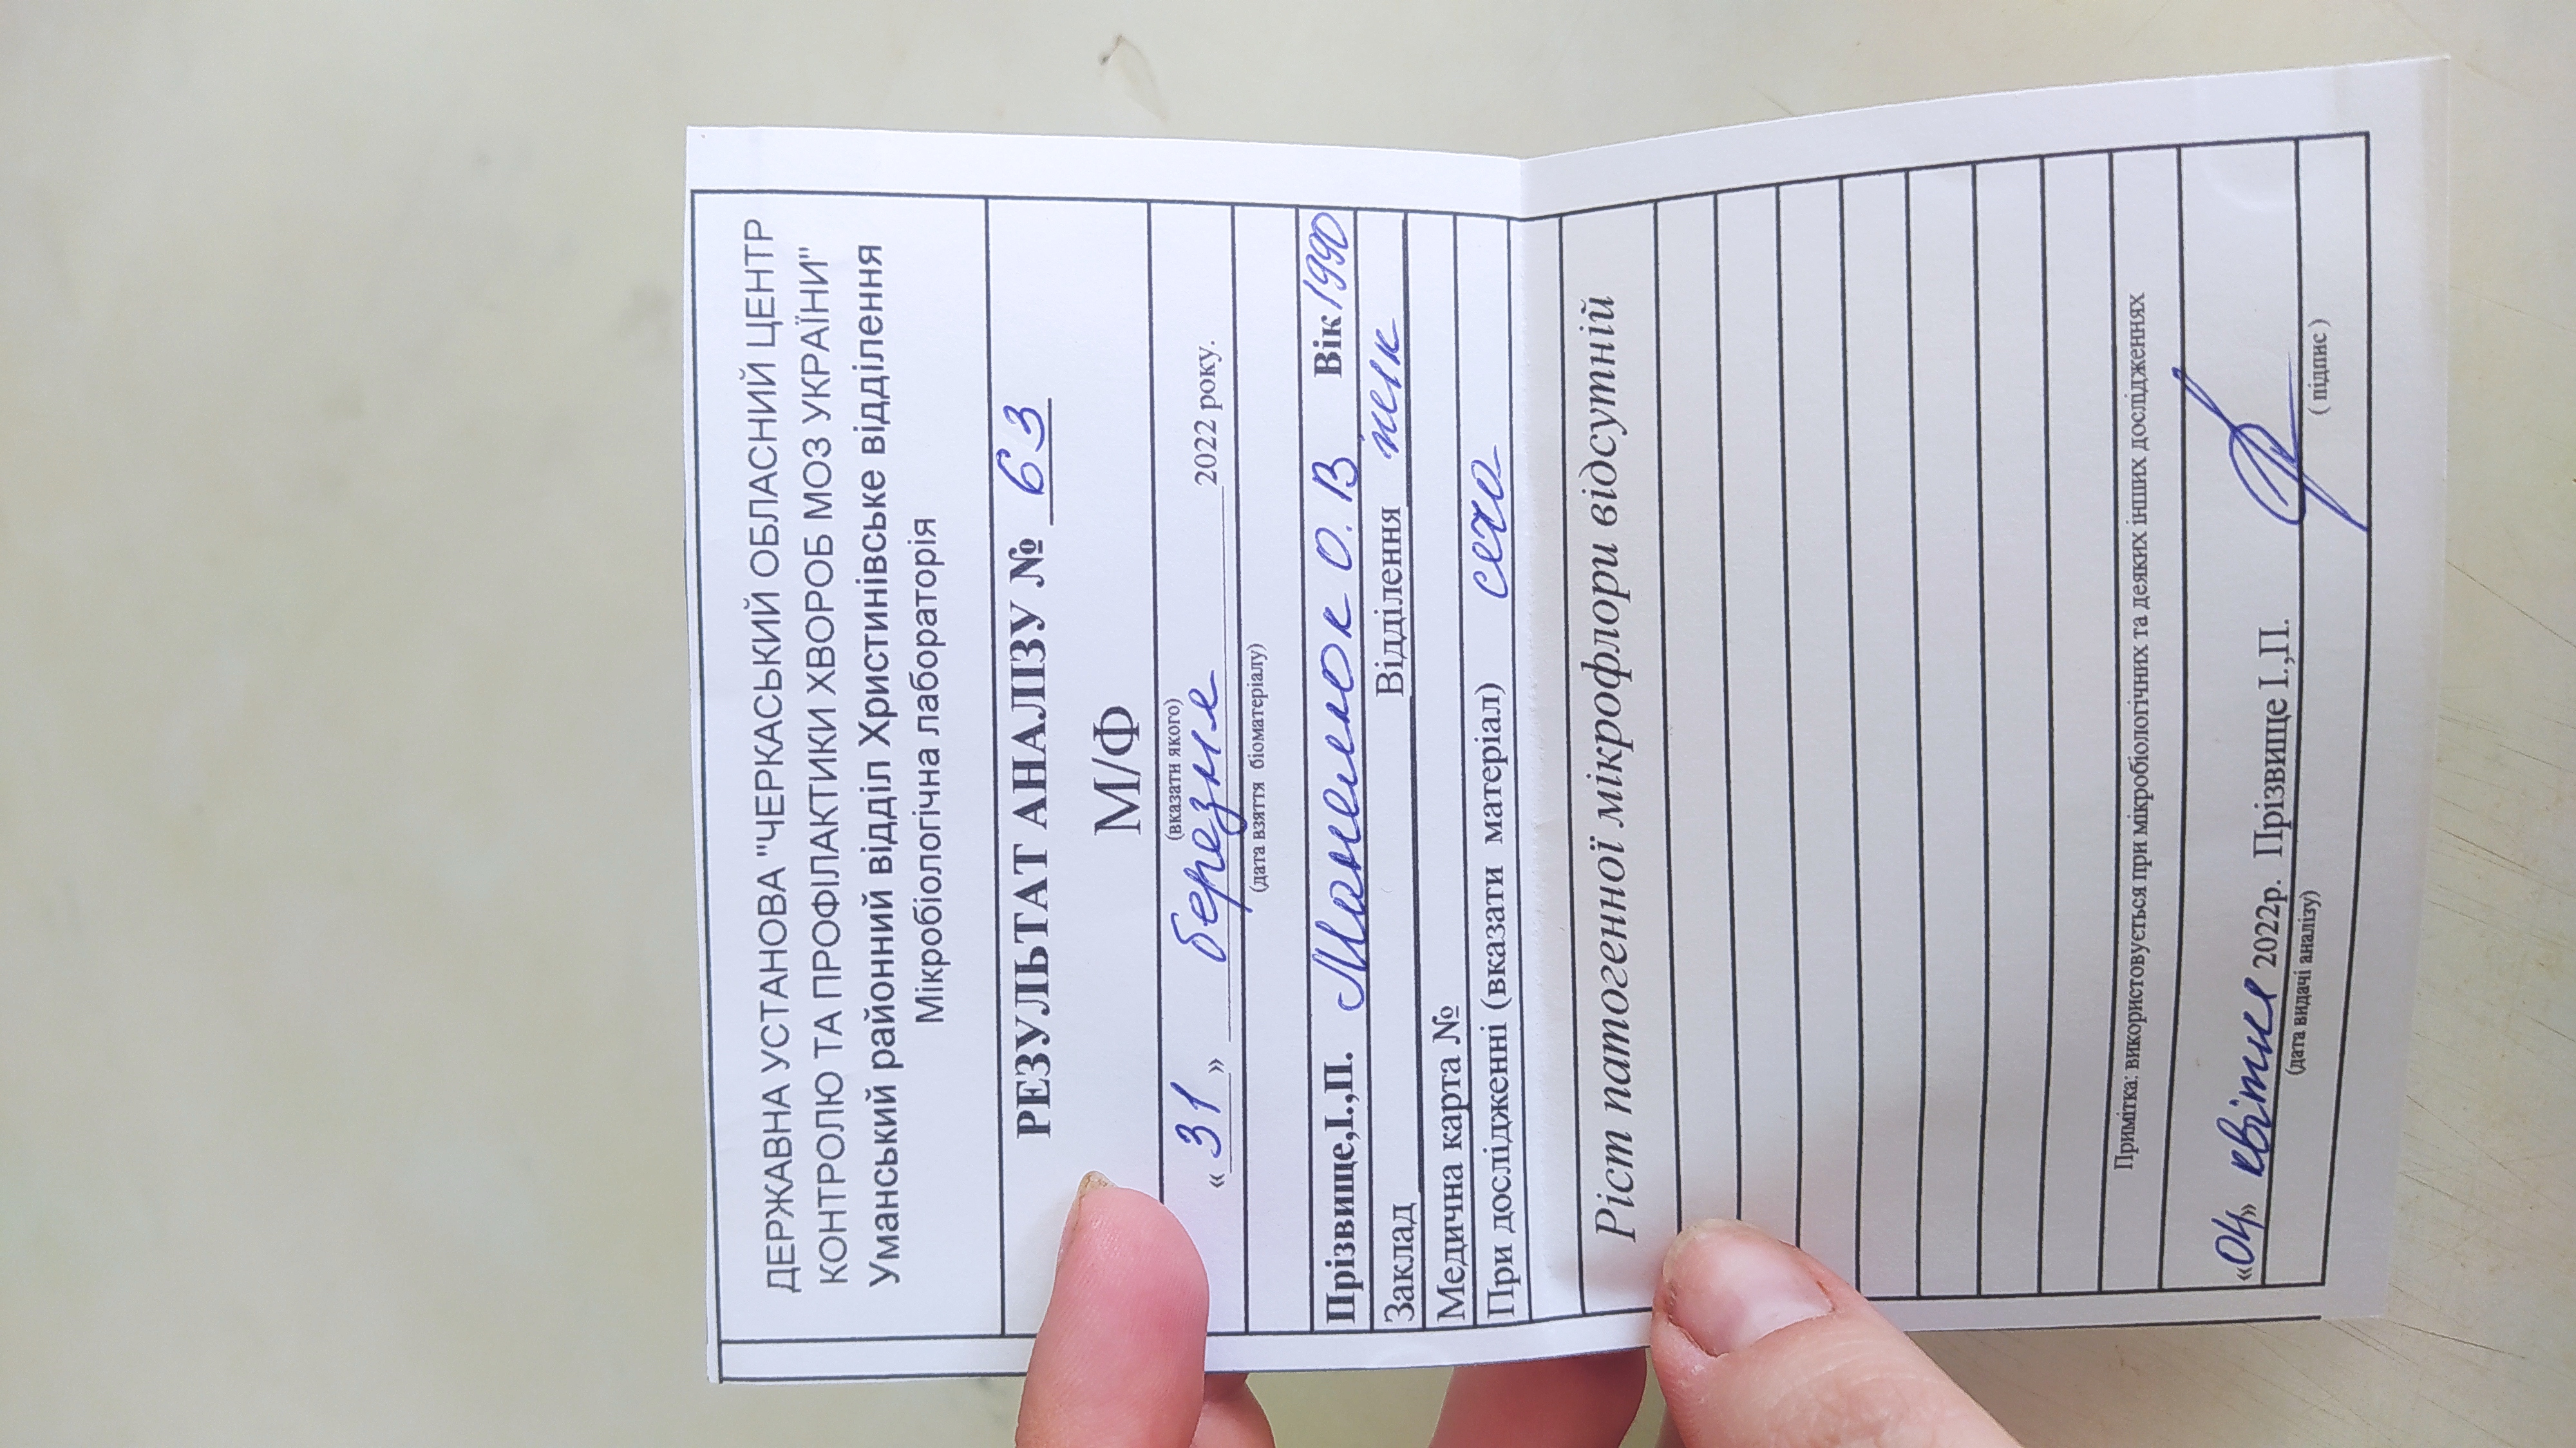 ДЕРЖАВНА УСТАНОВА "ЧЕРКАСЬКИЙ ОБЛАСНИЙ ЦЕНТР
КОНТРОЛЮ ТА ПРОФІЛАКТИКИ ХВОРОБ МОЗ УКРАЇНИ"
Уманський районний відділ Христинівське відділення
Мікробіологічна лабораторія
РЕЗУЛЬТАТ АНАЛІЗУ № 63
М/Ф
(вказати якого)
« 31 » березня 2022 року.
(дата взяття біоматеріалу)
Прізвище,І.,П. О.В Вік 1990
Заклад Відділення
Медична карта №
При дослідженні (вказати матеріал) сеча
Ріст патогенної мікрофлори відсутній
Примітка: використовується при мікробіологічних та деяких інших дослідженнях
«04» квітня 2022р. Прізвище І.,П.
(дата видачі аналізу) ( підпис )